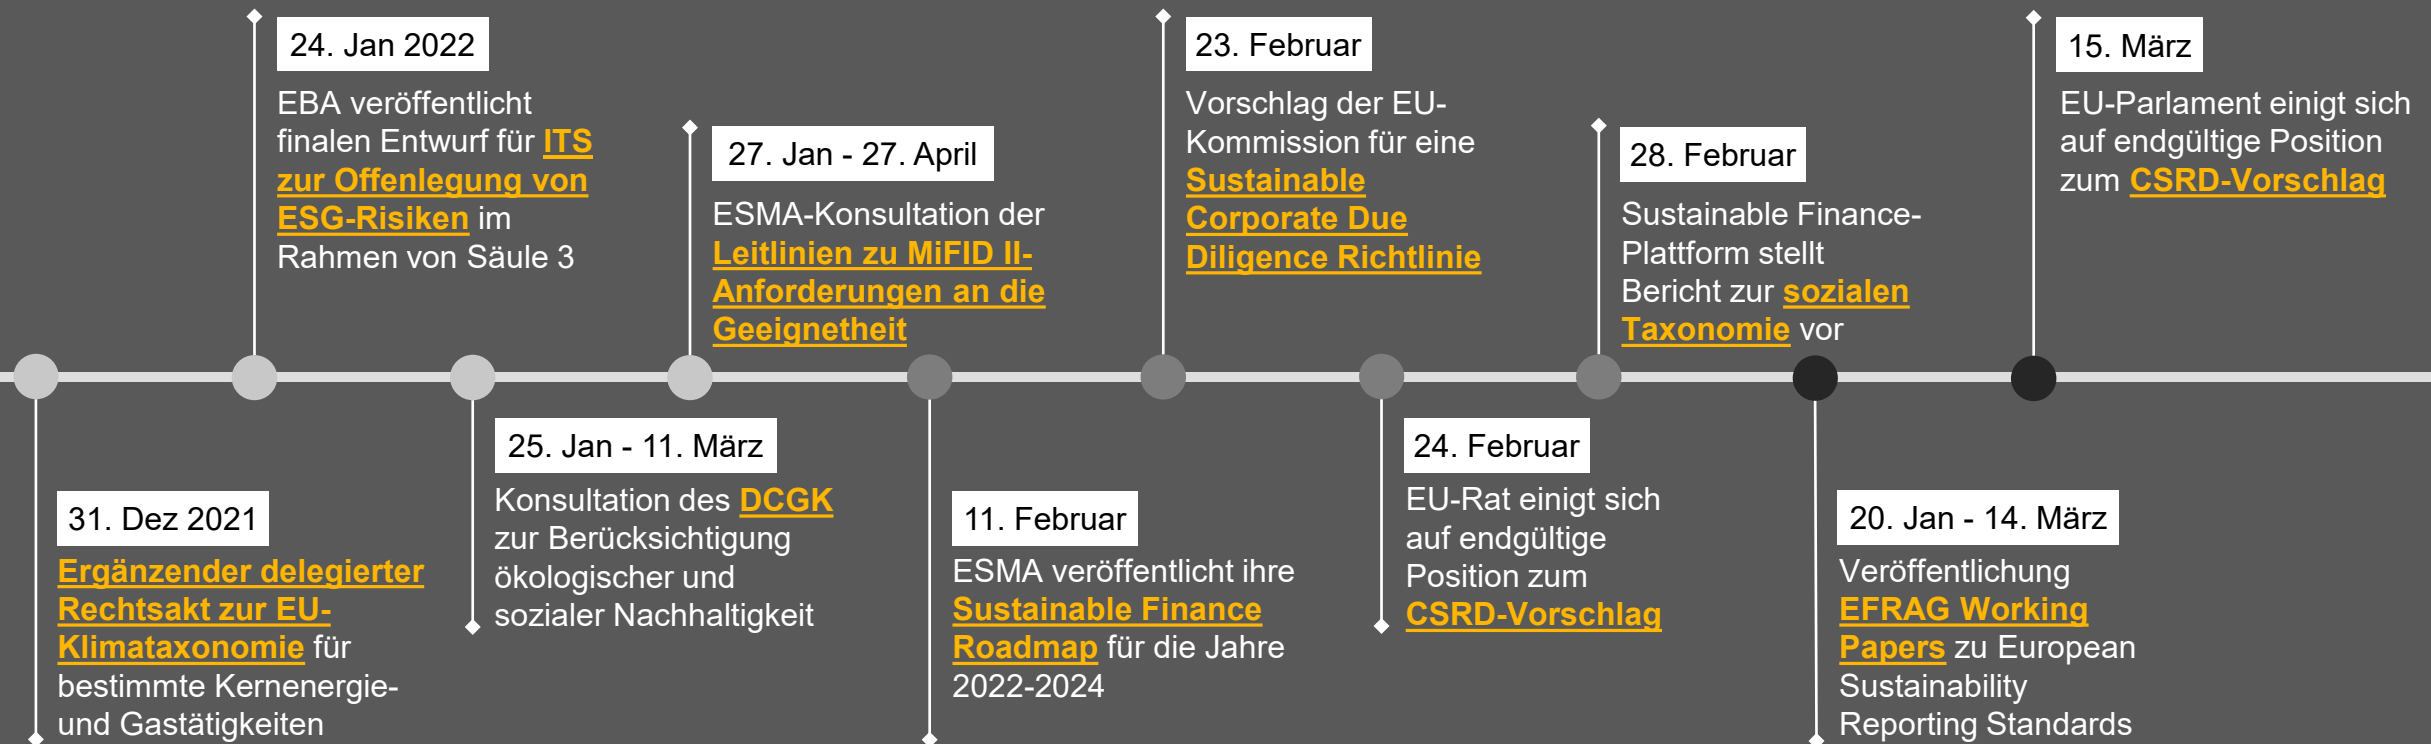 24. Jan 2022
EBA veröffentlicht
finalen Entwurf für ITS
zur Offenlegung von
ESG-Risiken im
Rahmen von Säule 3
27. Jan - 27. April
ESMA-Konsultation der
Leitlinien zu MiFID II-
Anforderungen an die
Geeignetheit
23. Februar
Vorschlag der EU-
Kommission für eine
Sustainable
Corporate Due
Diligence Richtlinie
28. Februar
Sustainable Finance-
Plattform stellt
Bericht zur sozialen
Taxonomie vor
15. März
EU-Parlament einigt sich
auf endgültige Position
zum CSRD-Vorschlag
31. Dez 2021
Ergänzender delegierter
Rechtsakt zur EU-
Klimataxonomie für
bestimmte Kernenergie-
und Gastätigkeiten
25. Jan - 11. März
Konsultation des DCGK
zur Berücksichtigung
ökologischer und
sozialer Nachhaltigkeit
11. Februar
ESMA veröffentlicht ihre
Sustainable Finance
Roadmap für die Jahre
2022-2024
24. Februar
EU-Rat einigt sich
auf endgültige
Position zum
CSRD-Vorschlag
20. Jan - 14. März
Veröffentlichung
EFRAG Working
Papers zu European
Sustainability
Reporting Standards